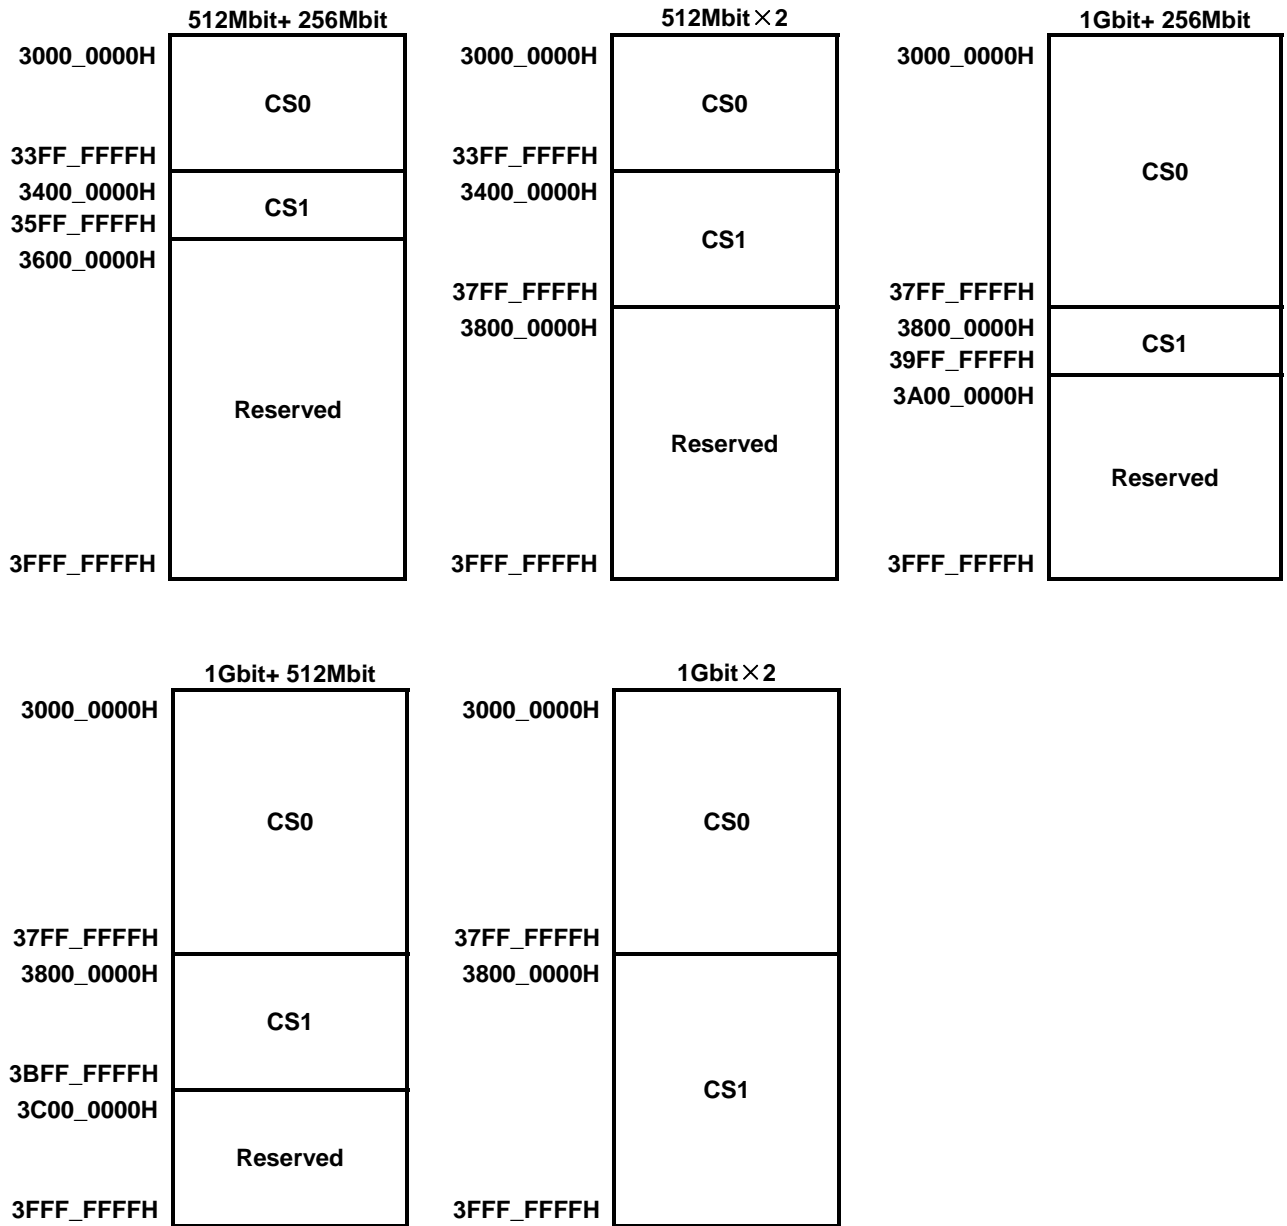 512Mbit+ 256Mbit
3000_0000H
CS0
33FF_FFFFH
3400_0000H
CS1
35FF_FFFFH
3600_0000H
Reserved
3FFF_FFFFH
512Mbit×2
3000_0000H
CS0
33FF_FFFFH
3400_0000H
CS1
37FF_FFFFH
3800_0000H
Reserved
3FFF_FFFFH
1Gbit+ 256Mbit
3000_0000H
CS0
37FF_FFFFH
3800_0000H
CS1
39FF_FFFFH
3A00_0000H
Reserved
3FFF_FFFFH
1Gbit+ 512Mbit
3000_0000H
CS0
37FF_FFFFH
3800_0000H
CS1
3BFF_FFFFH
3C00_0000H
Reserved
3FFF_FFFFH
1Gbit×2
3000_0000H
CS0
37FF_FFFFH
3800_0000H
CS1
3FFF_FFFFH